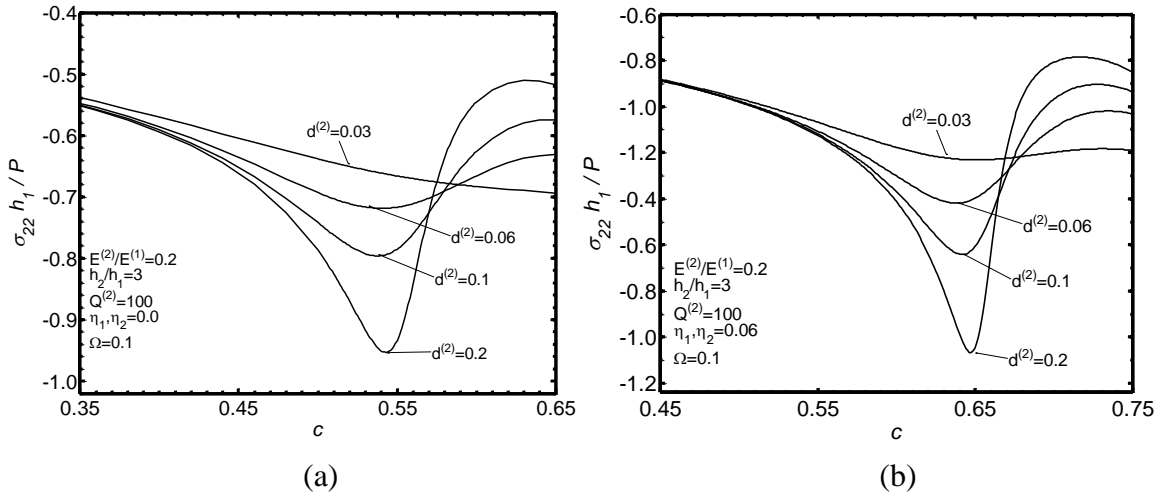 -0.4
-0.5
-0.6
-0.7
-0.8
-0.9
-1.0
σ22 h1 / P
d(2)=0.03
d(2)=0.06
d(2)=0.1
d(2)=0.2
E(2)/E(1)=0.2
h2/h1=3
Q(2)=100
η1,η2=0.0
Ω=0.1
0.35 0.45 0.55 0.65
c
(a)
-0.6
-0.8
-1.0
-1.2
-0.4
-0.6
-0.8
-1.0
-1.2
σ22 h1 / P
d(2)=0.03
d(2)=0.06
d(2)=0.1
d(2)=0.2
E(2)/E(1)=0.2
h2/h1=3
Q(2)=100
η1,η2=0.06
Ω=0.1
0.45 0.55 0.65 0.75
c
(b)